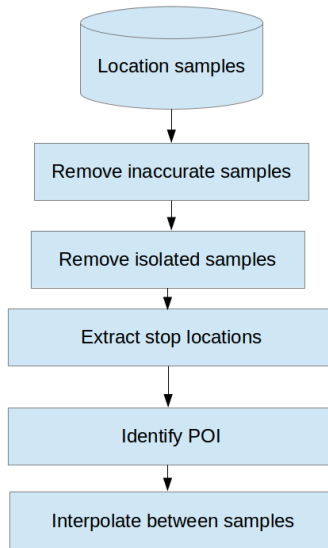 Location samples
Remove inaccurate samples
Remove isolated samples
Extract stop locations
Identify POI
Interpolate between samples